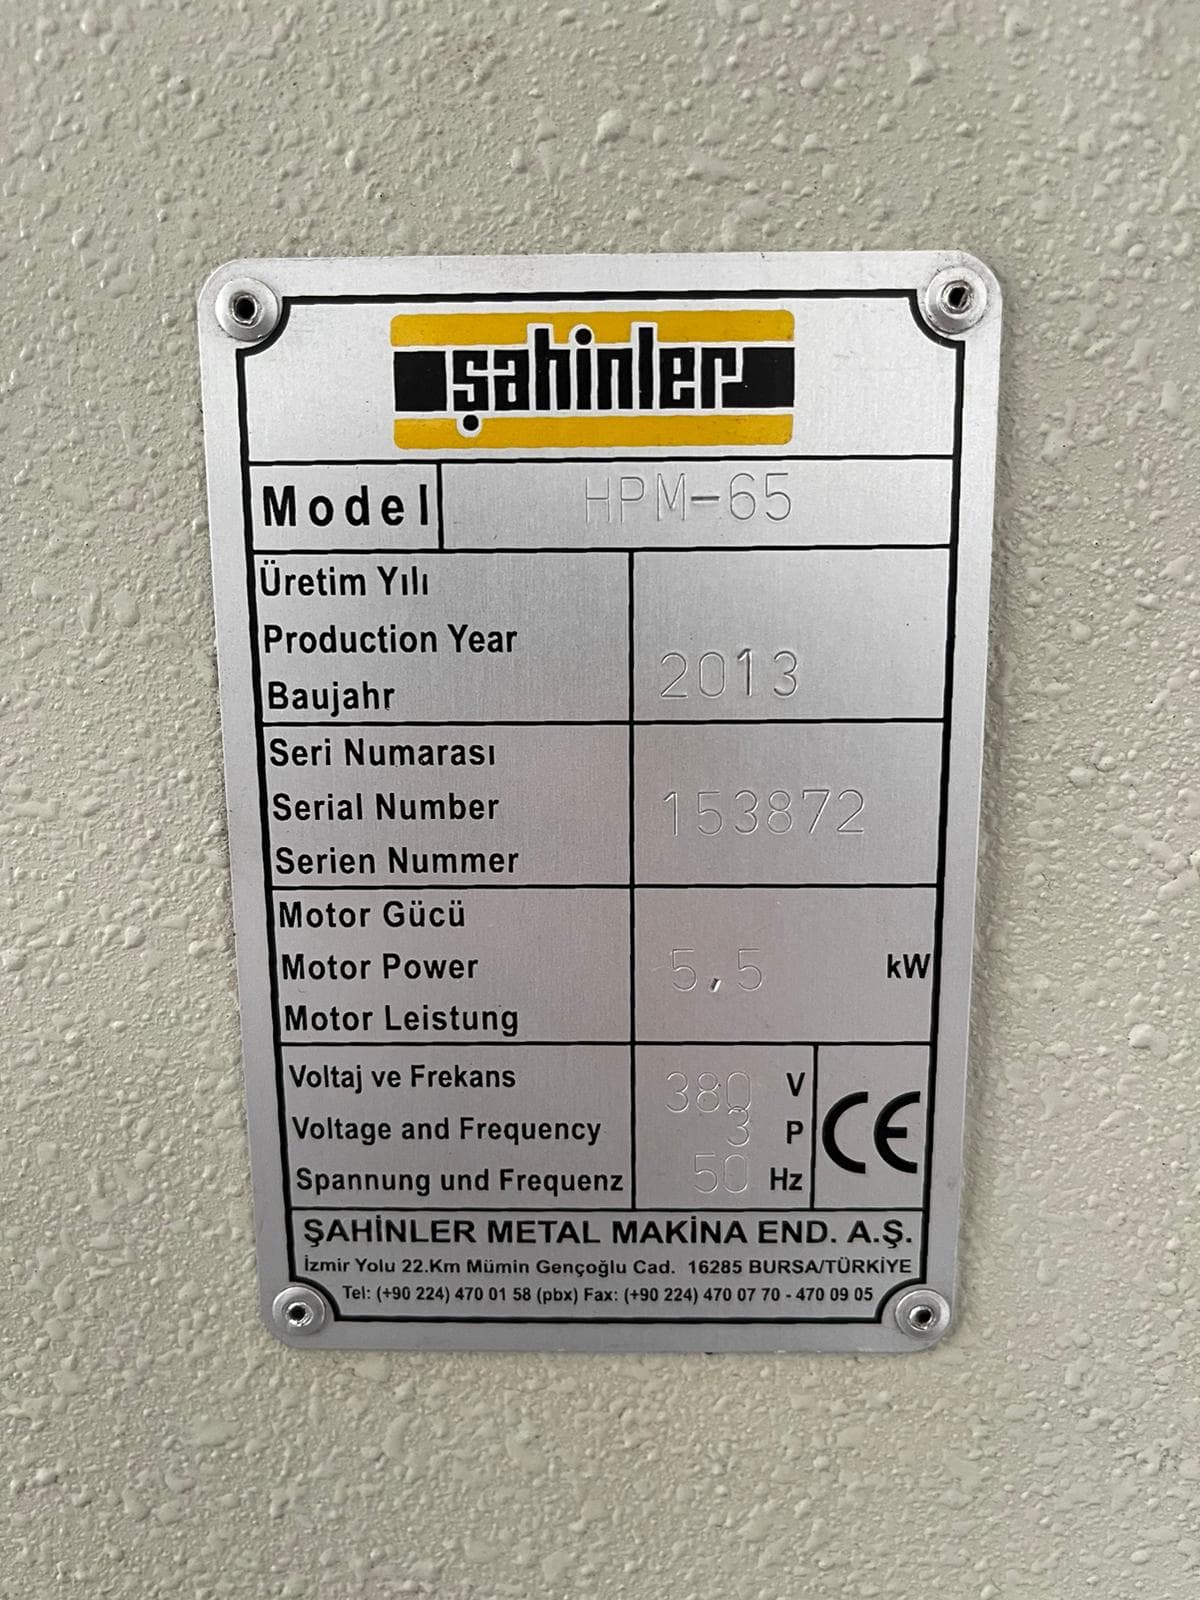 şahinler
Model HPM-65
Üretim Yılı
Production Year
Baujahr
2013
Seri Numarası
Serial Number
Serien Nummer
153872
Motor Gücü
Motor Power
Motor Leistung
5,5 kW
Voltaj ve Frekans
Voltage and Frequency
Spannung und Frequenz
380 V
3 P
50 Hz
CE
ŞAHİNLER METAL MAKİNA END. A.Ş.
İzmir Yolu 22.Km Mümin Gençoğlu Cad. 16285 BURSA/TÜRKİYE
Tel: (+90 224) 470 01 58 (pbx) Fax: (+90 224) 470 07 70 - 470 09 05